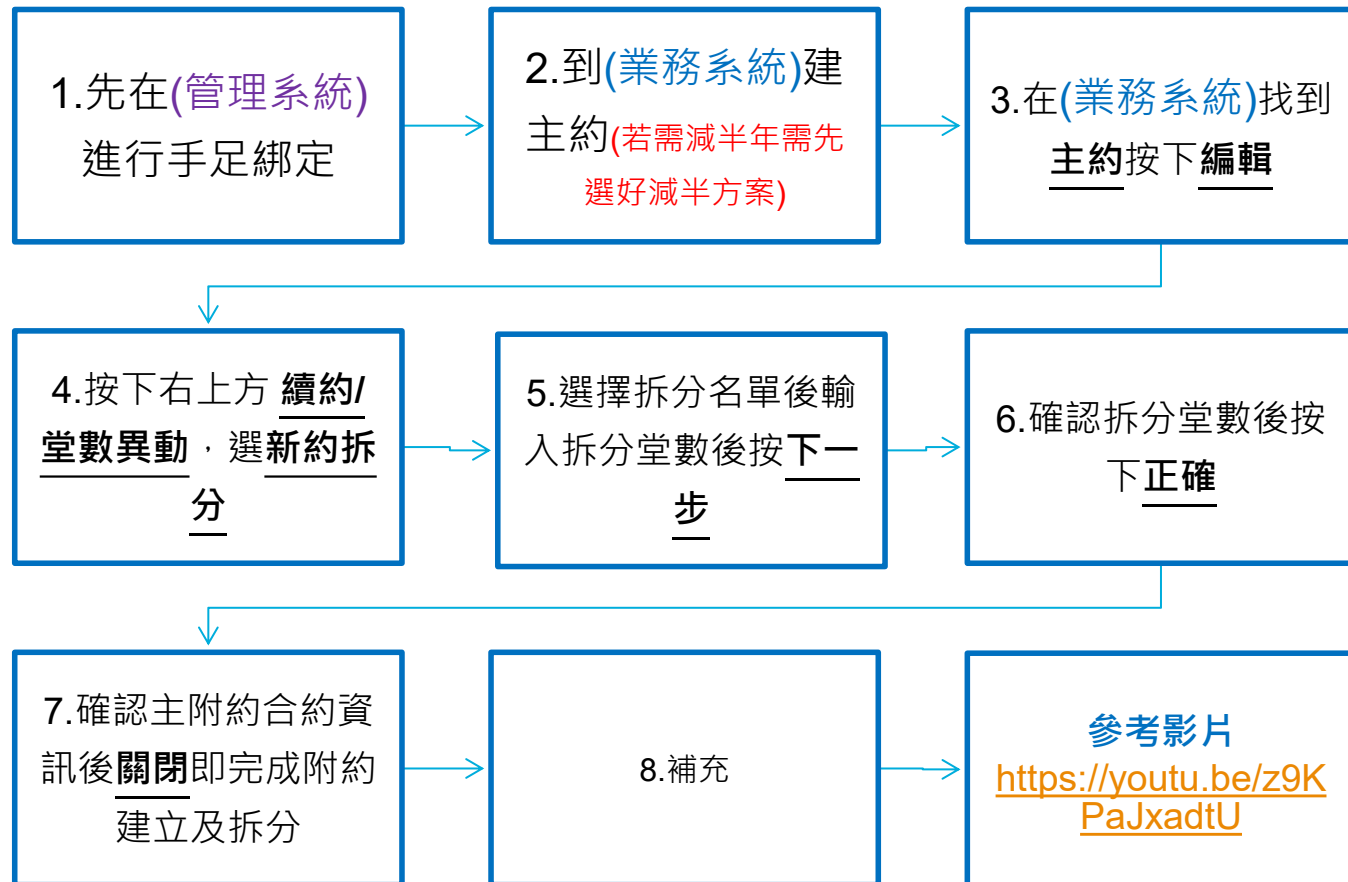 1.先在(管理系統)
進行手足綁定
2.到(業務系統)建
主約(若需減半年需先
選好減半方案)
3.在(業務系統)找到
主約按下編輯
4.按下右上方 續約/
堂數異動，選新約拆
分
5.選擇拆分名單後輸
入拆分堂數後按下一
步
6.確認拆分堂數後按
下正確
7.確認主附約合約資
訊後關閉即完成附約
建立及拆分
8.補充
參考影片
https://youtu.be/z9K
PaJxadtU